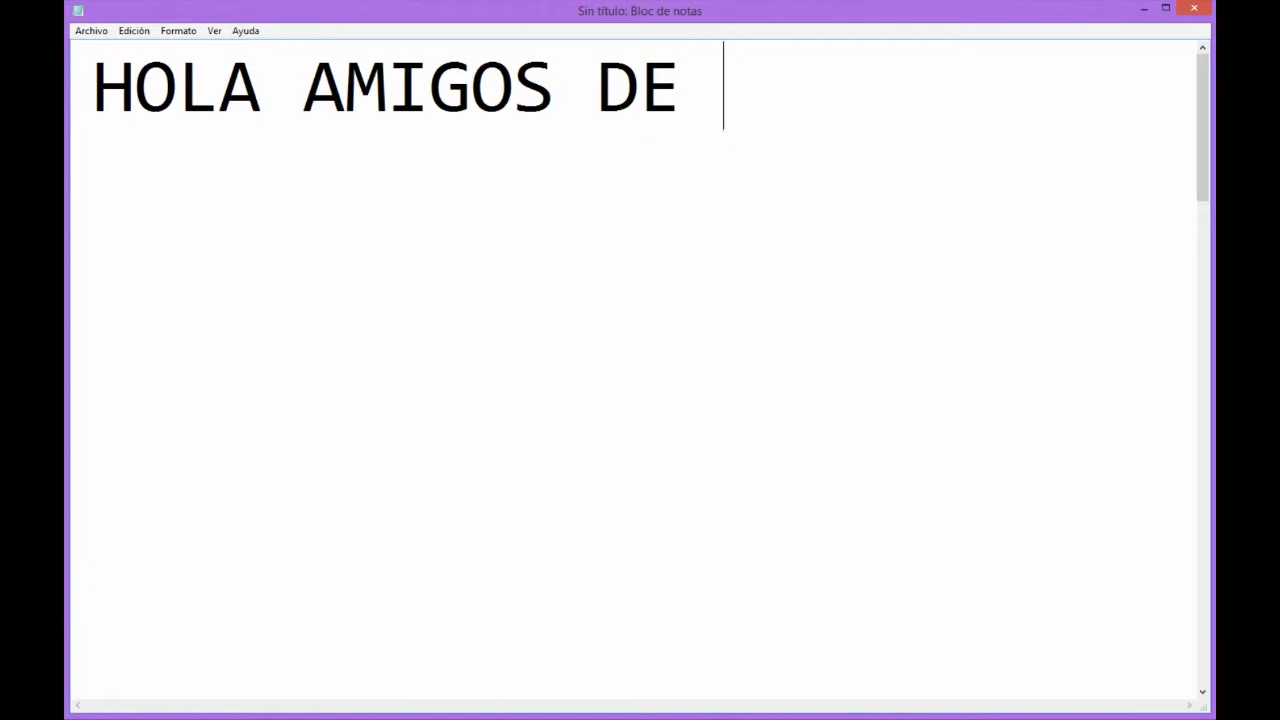 Sin título: Bloc de notas
Archivo Edición Formato Ver Ayuda
HOLA AMIGOS DE